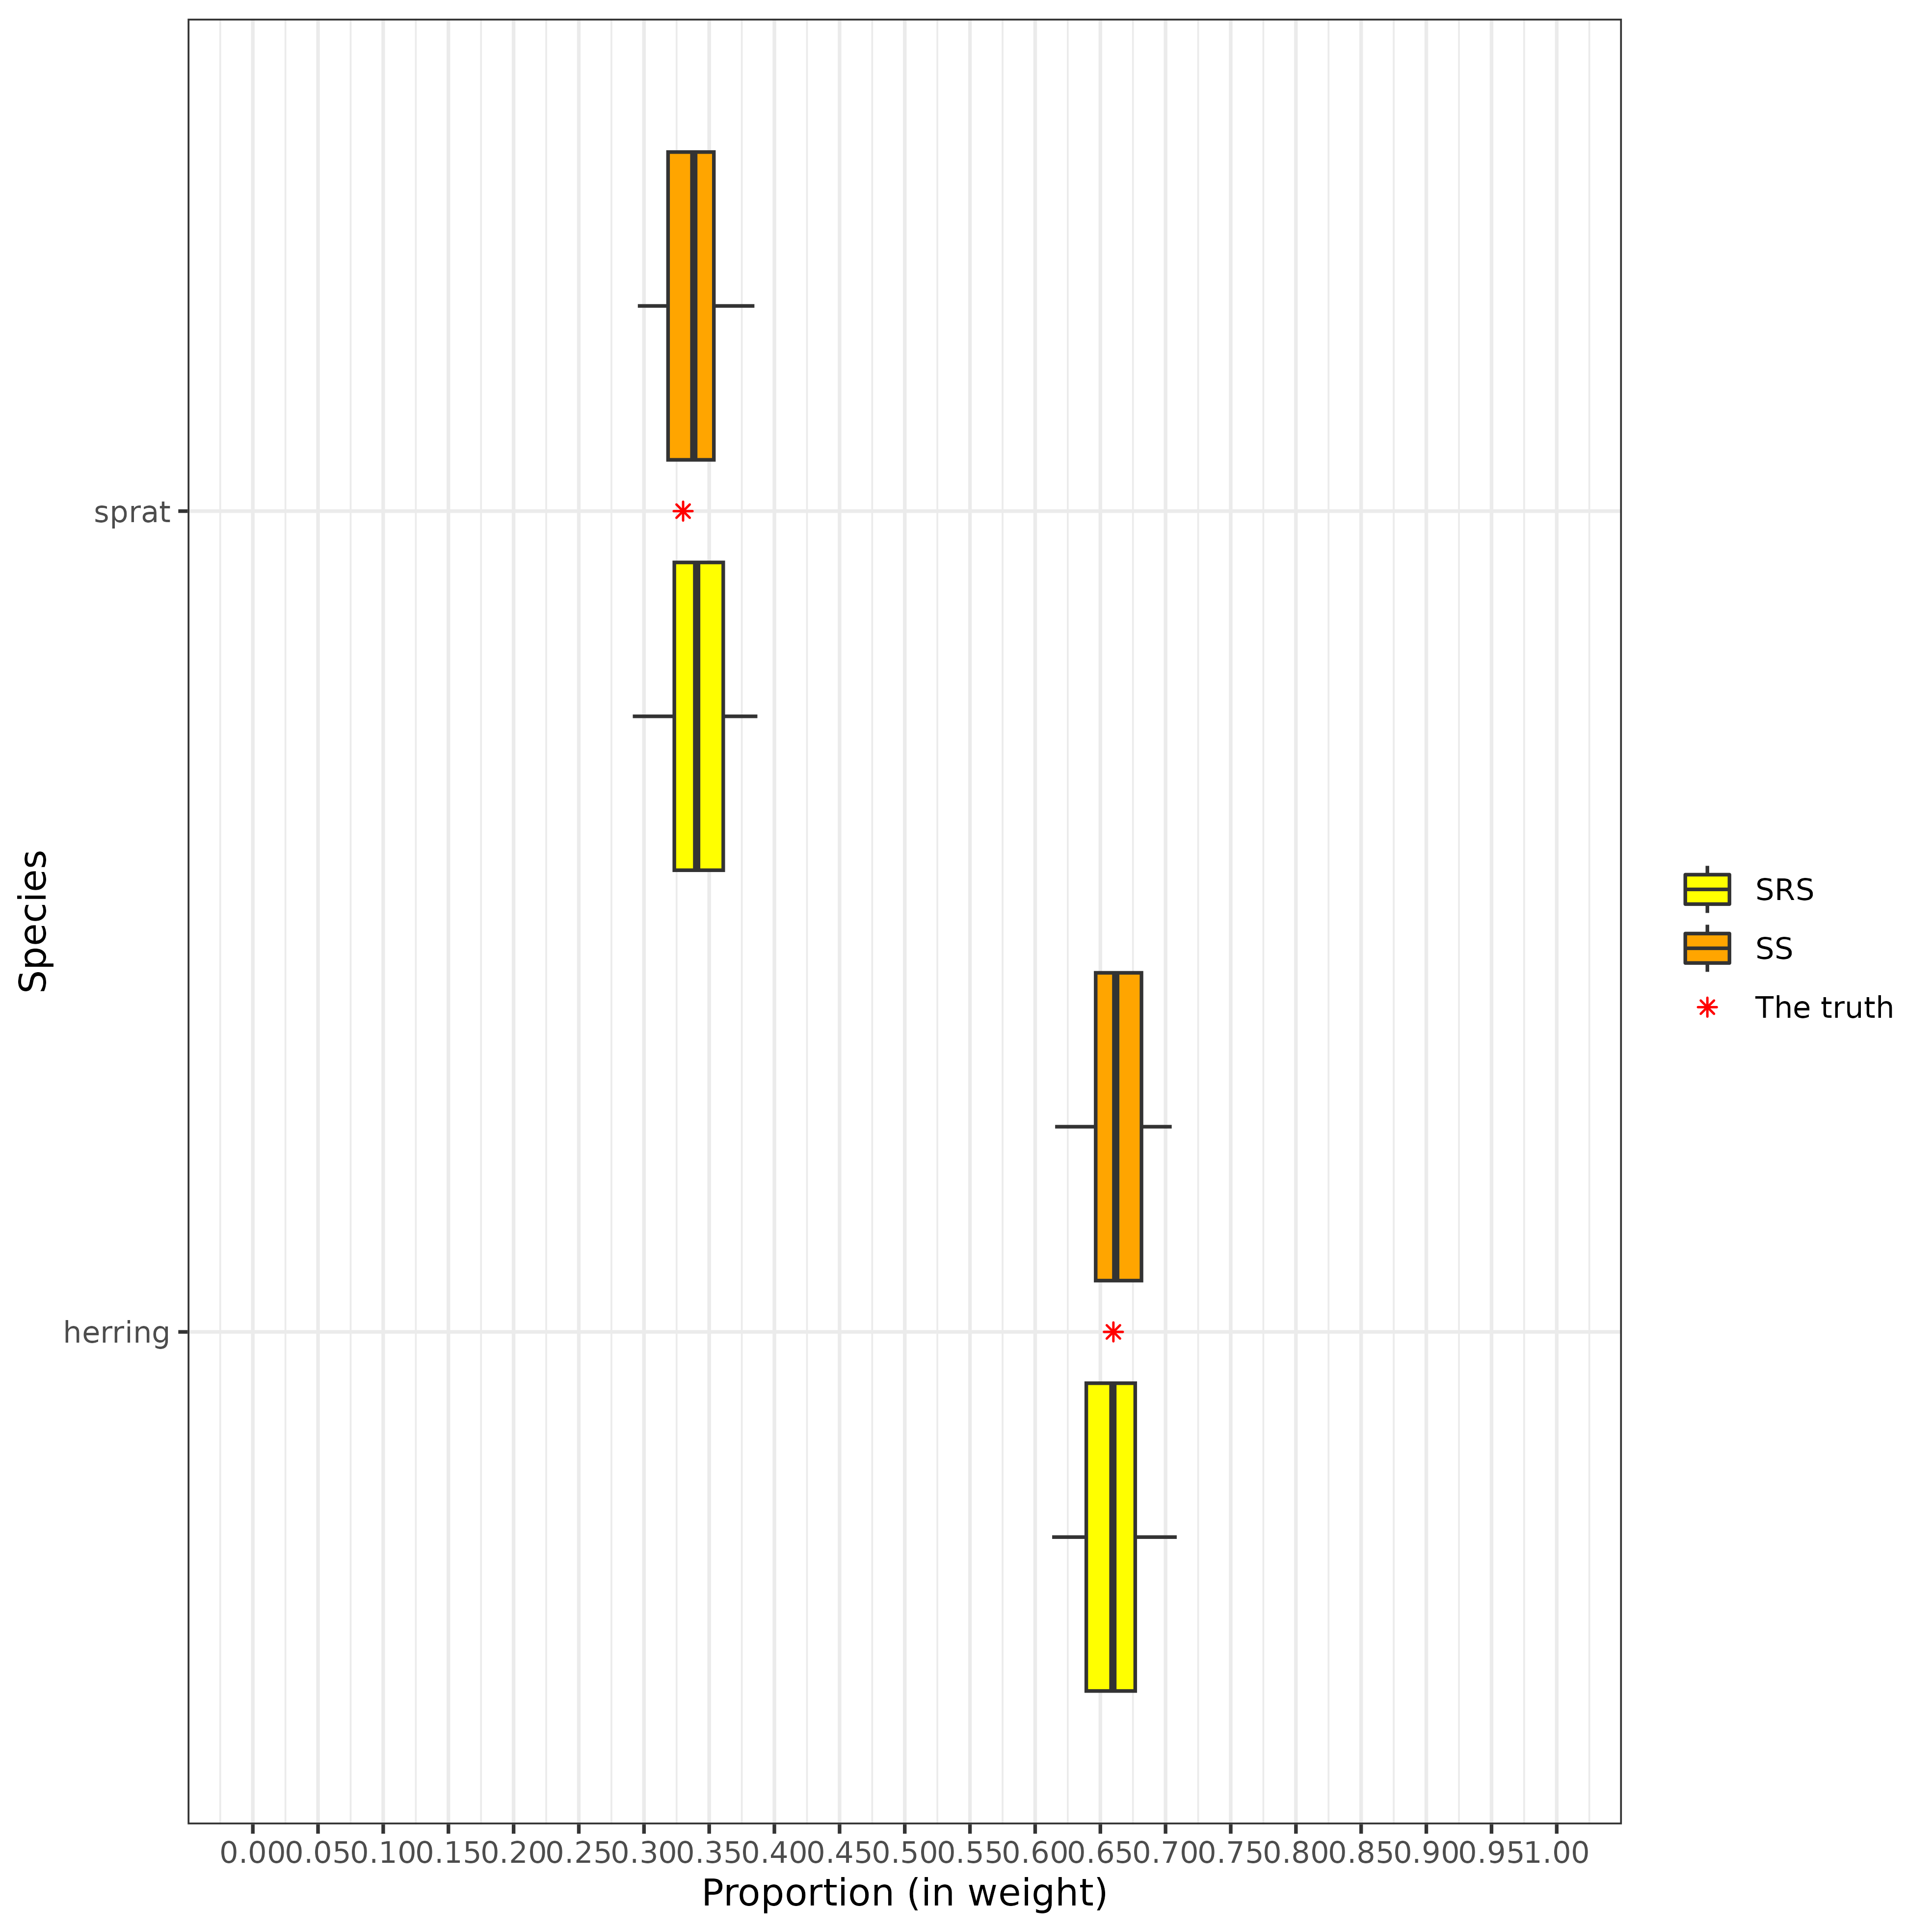 sprat
herring
Species
0.000.050.100.150.200.250.300.350.400.450.500.550.600.650.700.750.800.850.900.951.00
Proportion (in weight)
SRS
SS
The truth